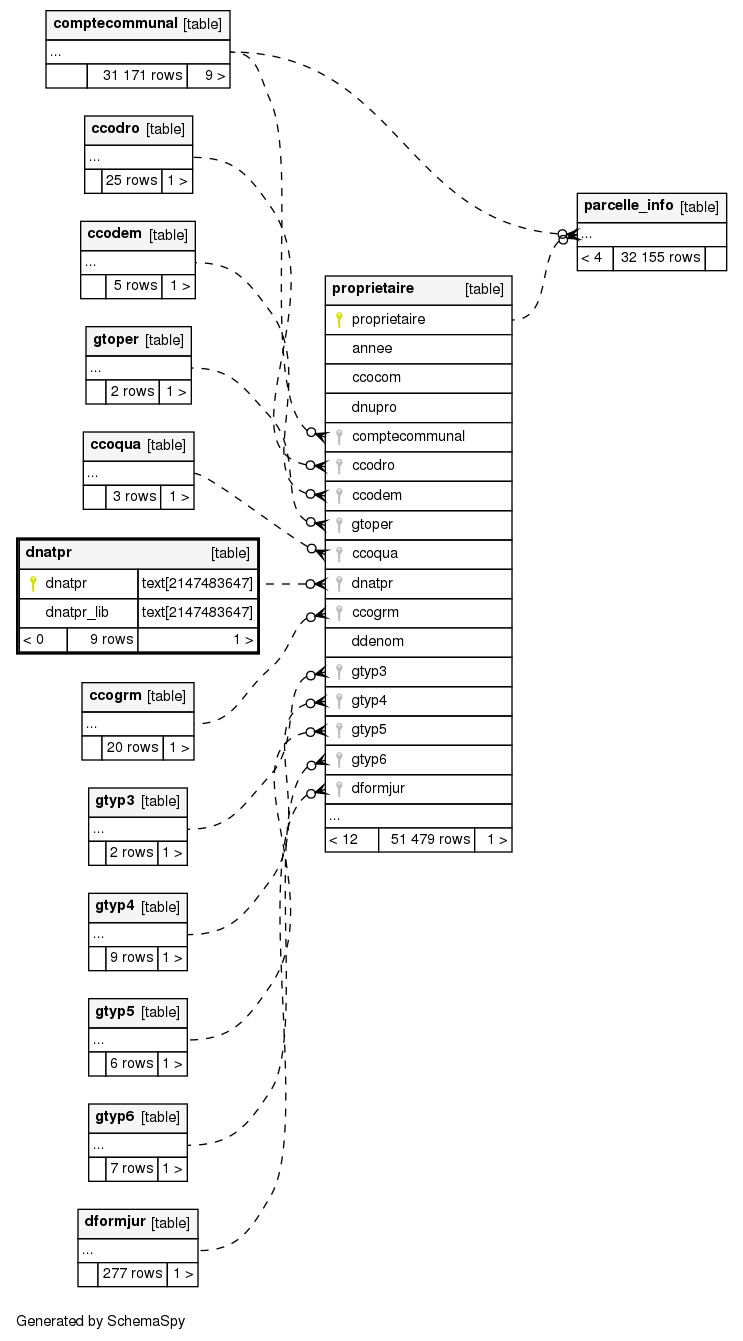 comptecommunal [table]
...
31 171 rows 9 >
ccodro [table]
...
25 rows 1 >
ccodem [table]
...
5 rows 1 >
gtoper [table]
...
2 rows 1 >
ccoqua [table]
...
3 rows 1 >
dnatpr [table]
dnatpr text[2147483647]
dnatpr_lib text[2147483647]
< 0 9 rows 1 >
ccogrm [table]
...
20 rows 1 >
gtyp3 [table]
...
2 rows 1 >
gtyp4 [table]
...
9 rows 1 >
gtyp5 [table]
...
6 rows 1 >
gtyp6 [table]
...
7 rows 1 >
dformjur [table]
...
277 rows 1 >
proprietaire [table]
proprietaire
annee
ccocom
dnupro
comptecommunal
ccodro
ccodem
gtoper
ccoqua
dnatpr
ccogrm
ddenom
gtyp3
gtyp4
gtyp5
gtyp6
dformjur
...
< 12 51 479 rows 1 >
parcelle_info [table]
...
< 4 32 155 rows
Generated by SchemaSpy